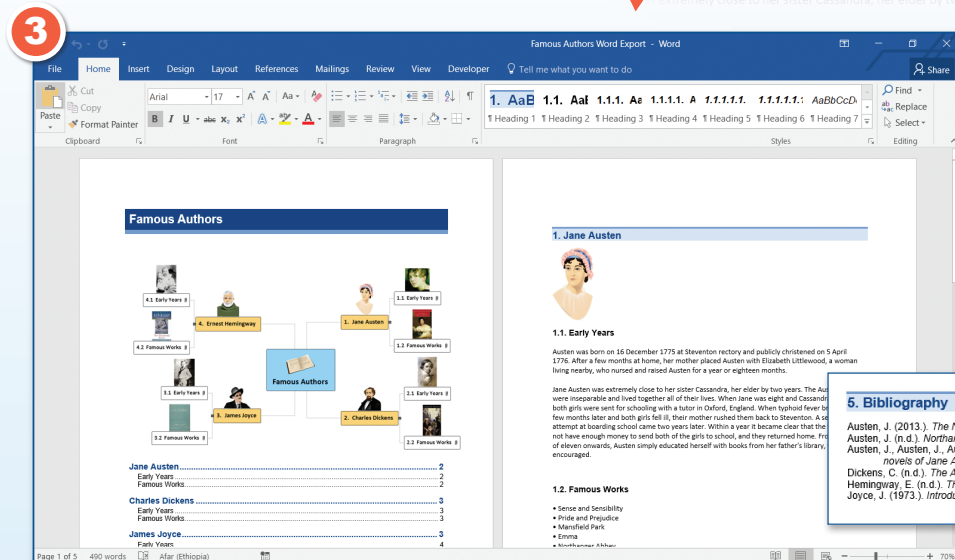 3
Famous Authors Word Export - Word
File Home Insert Design Layout References Mailings Review View Developer Tell me what you want to do Share
Paste
Cut
Copy
Format Painter
Clipboard
Arial 17
Font
Paragraph
1. AaB 1.1. Aal 1.1.1. Aa 1.1.1.1. A 1.1.1.1.1. 1.1.1.1.1.1 AaBbCcD
¶ Heading 1 ¶ Heading 2 ¶ Heading 3 ¶ Heading 4 ¶ Heading 5 ¶ Heading 6 ¶ Heading 7
Styles
Find
Replace
Select
Editing
Famous Authors
4.1 Early Years
4. Ernest Hemingway
4.2 Famous Works
1.1 Early Years
1. Jane Austen
1.2 Famous Works
Famous Authors
3.1 Early Years
3. James Joyce
3.2 Famous Works
2.1 Early Years
2. Charles Dickens
2.2 Famous Works
Jane Austen 2
Early Years 2
Famous Works 2
Charles Dickens 3
Early Years 3
Famous Works 3
James Joyce 3
Early Years 4
1. Jane Austen
1.1. Early Years
Austen was born on 16 December 1775 at Steventon rectory and publicly christened on 5 April
1776. After a few months at home, her mother placed Austen with Elizabeth Littlewood, a woman
living nearby, who nursed and raised Austen for a year or eighteen months.
Jane Austen was extremely close to her sister Cassandra, her elder by two years. The
were inseparable and lived together all of their lives. When Jane was eight and
both girls were sent for schooling with a tutor in Oxford, England. When typhoid fever
few months later and both girls fell ill, their mother rushed them back to Steventon. A
attempt at boarding school came two years later. Within a year it became clear that the
not have enough money to send both of the girls to school, and they returned home.
of eleven onwards, Austen simply educated herself with books from her father's library,
encouraged.
1.2. Famous Works
• Sense and Sensibility
• Pride and Prejudice
• Mansfield Park
• Emma
• Northanger Abbey
5. Bibliography
Austen, J. (2013.). The
Austen, J. (n.d.).
Austen, J., Austen, J.,
novels of Jane
Dickens, C. (n.d.). The
Hemingway, E. (n.d.).
Joyce, J. (1973.).
Page 1 of 5 490 words Afar (Ethiopia) 70%